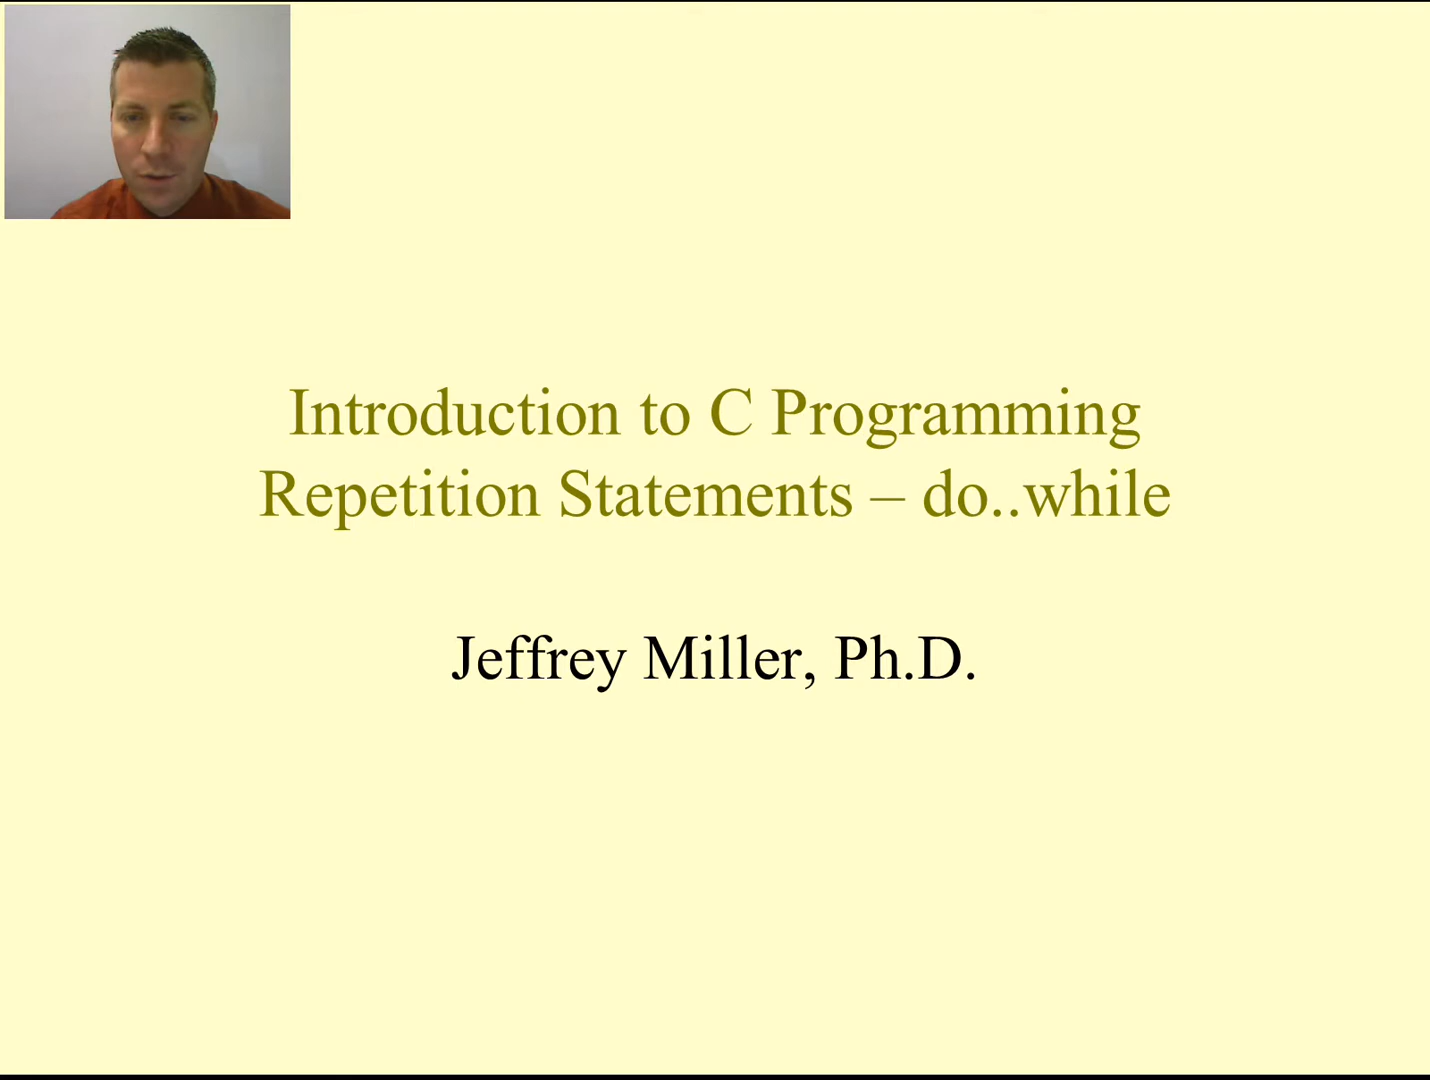 Introduction to C Programming
Repetition Statements – do..while
Jeffrey Miller, Ph.D.